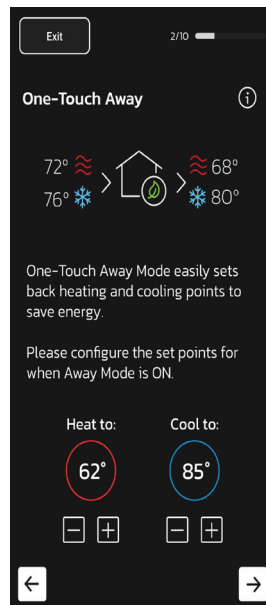 Exit
2/10
One-Touch Away
i
72° 68°
76° 80°
One-Touch Away Mode easily sets
back heating and cooling points to
save energy.
Please configure the set points for
when Away Mode is ON.
Heat to: Cool to:
62° 85°